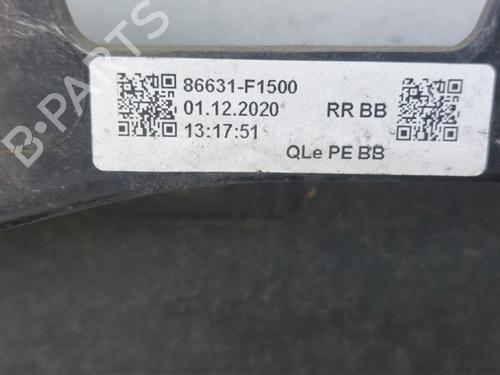 86631-F1500
01.12.2020 RR BB
13:17:51
QLe PE BB
B-PARTS